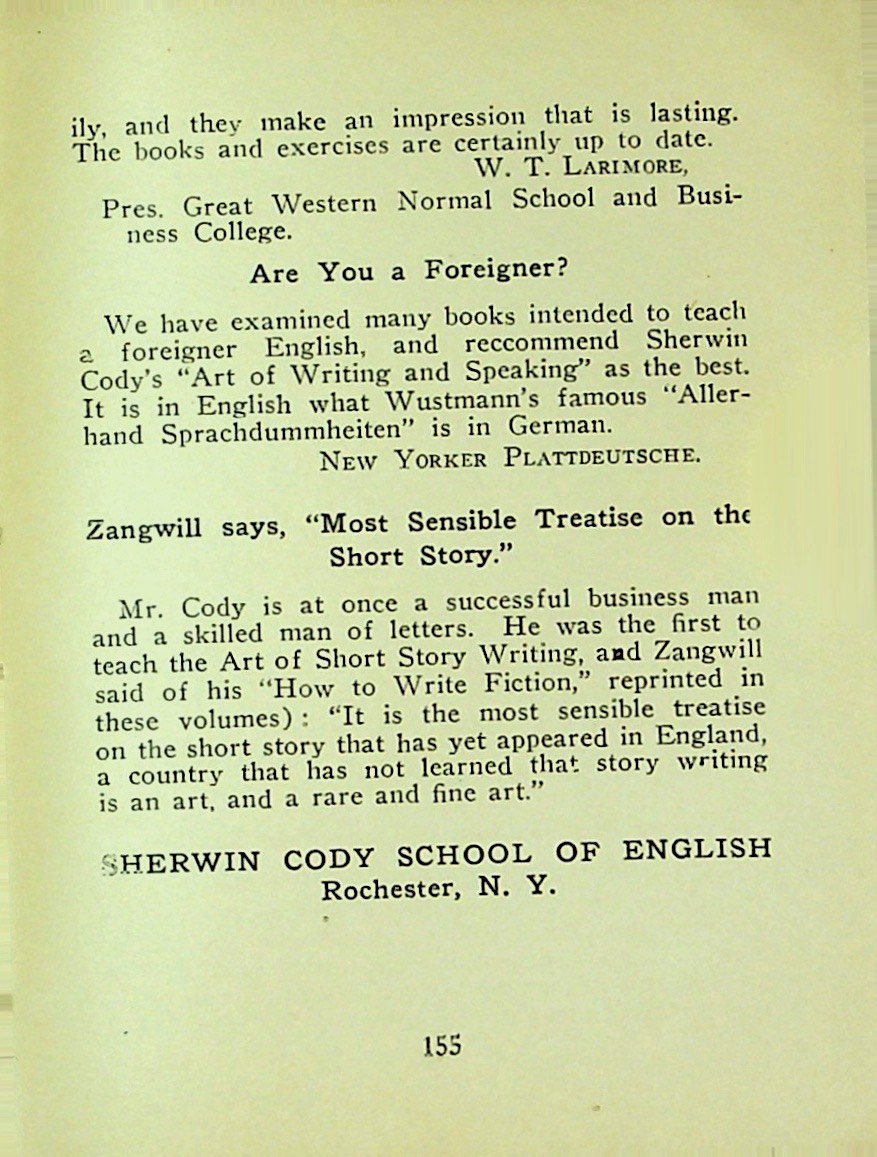 ily, and they make an impression that is lasting.
The books and exercises are certainly up to date.
W. T. LARIMORE,
Pres. Great Western Normal School and Busi-
ness College.
Are You a Foreigner?
We have examined many books intended to teach
a foreigner English, and reccommend Sherwin
Cody's "Art of Writing and Speaking" as the best.
It is in English what Wustmann's famous "Aller-
hand Sprachdummheiten" is in German.
NEW YORKER PLATTDEUTSCHE.
Zangwill says, "Most Sensible Treatise on the
Short Story."
Mr. Cody is at once a successful business man
and a skilled man of letters. He was the first to
teach the Art of Short Story Writing, and Zangwill
said of his "How to Write Fiction," reprinted in
these volumes): "It is the most sensible treatise
on the short story that has yet appeared in England,
a country that has not learned that story writing
is an art, and a rare and fine art."
SHERWIN CODY SCHOOL OF ENGLISH
Rochester, N. Y.
155